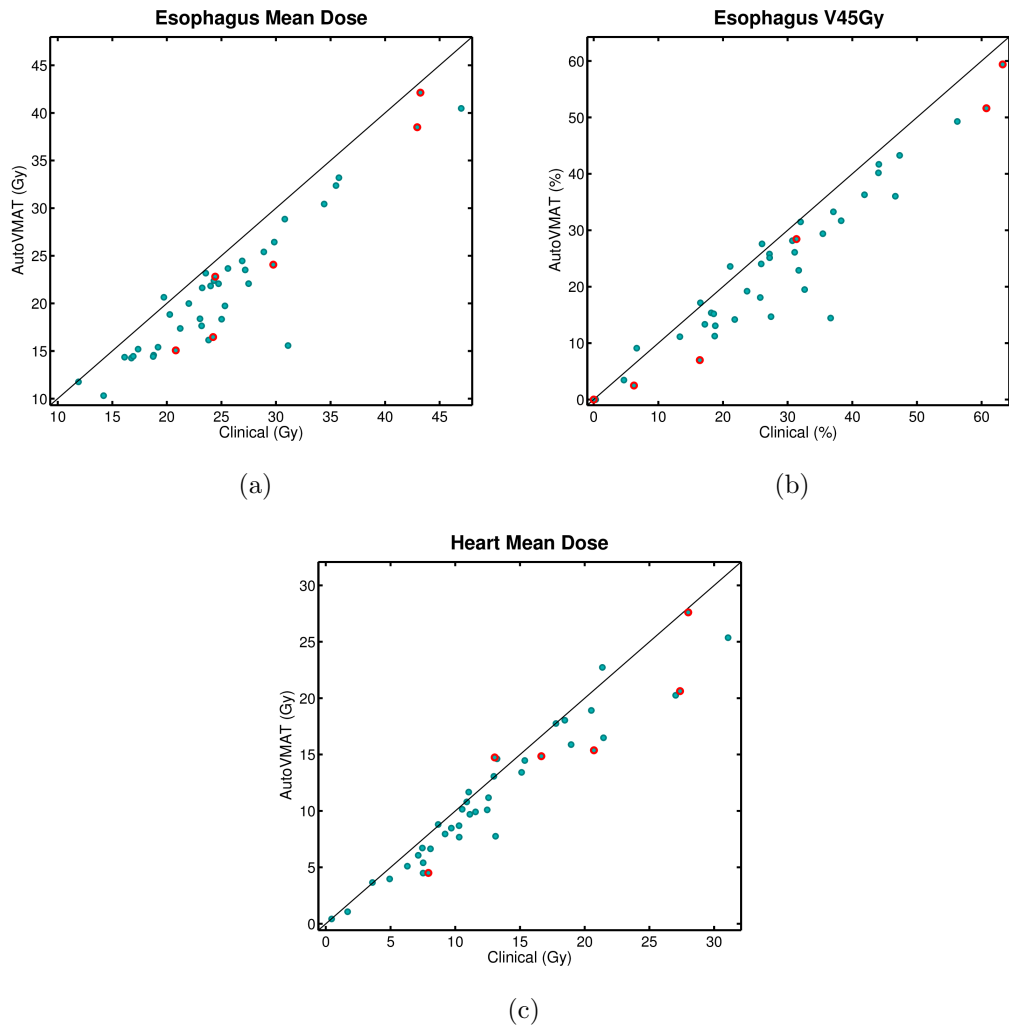 Esophagus Mean Dose
AutoVMAT (Gy)
45
40
35
30
25
20
15
10
10 15 20 25 30 35 40 45
Clinical (Gy)
(a)
Esophagus V45Gy
AutoVMAT (%)
60
50
40
30
20
10
0
0 10 20 30 40 50 60
Clinical (%)
(b)
Heart Mean Dose
AutoVMAT (Gy)
30
25
20
15
10
5
0
0 5 10 15 20 25 30
Clinical (Gy)
(c)